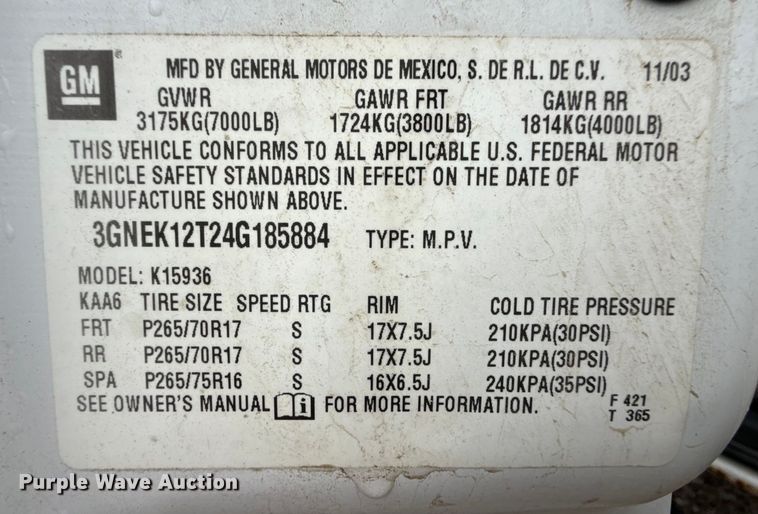 GM®
MFD BY GENERAL MOTORS DE MEXICO, S. DE R.L. DE C.V. 11/03
GVWR GAWR FRT GAWR RR
3175KG(7000LB) 1724KG(3800LB) 1814KG(4000LB)
THIS VEHICLE CONFORMS TO ALL APPLICABLE U.S. FEDERAL MOTOR
VEHICLE SAFETY STANDARDS IN EFFECT ON THE DATE OF
MANUFACTURE SHOWN ABOVE.
3GNEK12T24G185884 TYPE: M.P.V.
MODEL: K15936
KAA6 TIRE SIZE SPEED RTG RIM COLD TIRE PRESSURE
FRT P265/70R17 S 17X7.5J 210KPA(30PSI)
RR P265/70R17 S 17X7.5J 210KPA(30PSI)
SPA P265/75R16 S 16X6.5J 240KPA(35PSI)
SEE OWNER'S MANUAL i FOR MORE INFORMATION. F 421
T 365
Purple Wave Auction